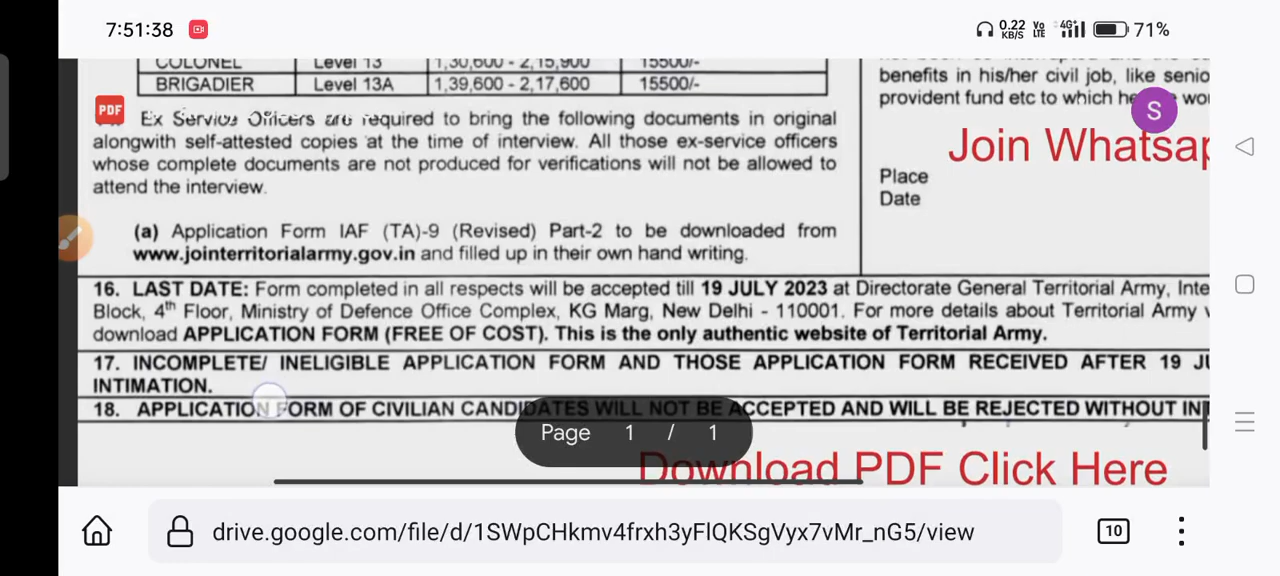 7:51:38
0.22 KB/S Vo LTE 4G+ 71%
COLONEL Level 13 1,30,600 - 2,15,900 15500/-
BRIGADIER Level 13A 1,39,600 - 2,17,600 15500/-
PDF
Ex Service Officers are required to bring the following documents in original
alongwith self-attested copies at the time of interview. All those ex-service officers
whose complete documents are not produced for verifications will not be allowed to
attend the interview.
(a) Application Form IAF (TA)-9 (Revised) Part-2 to be downloaded from
www.jointerritorialarmy.gov.in and filled up in their own hand writing.
benefits in his/her civil job, like senio
provident fund etc to which he
S
Join Whatsap
Place
Date
16. LAST DATE: Form completed in all respects will be accepted till 19 JULY 2023 at Directorate General Territorial Army, Inte
Block, 4th Floor, Ministry of Defence Office Complex, KG Marg, New Delhi - 110001. For more details about Territorial Army v
download APPLICATION FORM (FREE OF COST). This is the only authentic website of Territorial Army.
17. INCOMPLETE/ INELIGIBLE APPLICATION FORM AND THOSE APPLICATION FORM RECEIVED AFTER 19 JU
INTIMATION.
18. APPLICATION FORM OF CIVILIAN CANDIDATES WILL NOT BE ACCEPTED AND WILL BE REJECTED WITHOUT IN
Page 1 / 1
Download PDF Click Here
drive.google.com/file/d/1SWpCHkmv4frxh3yFlQKSgVyx7vMr_nG5/view
10